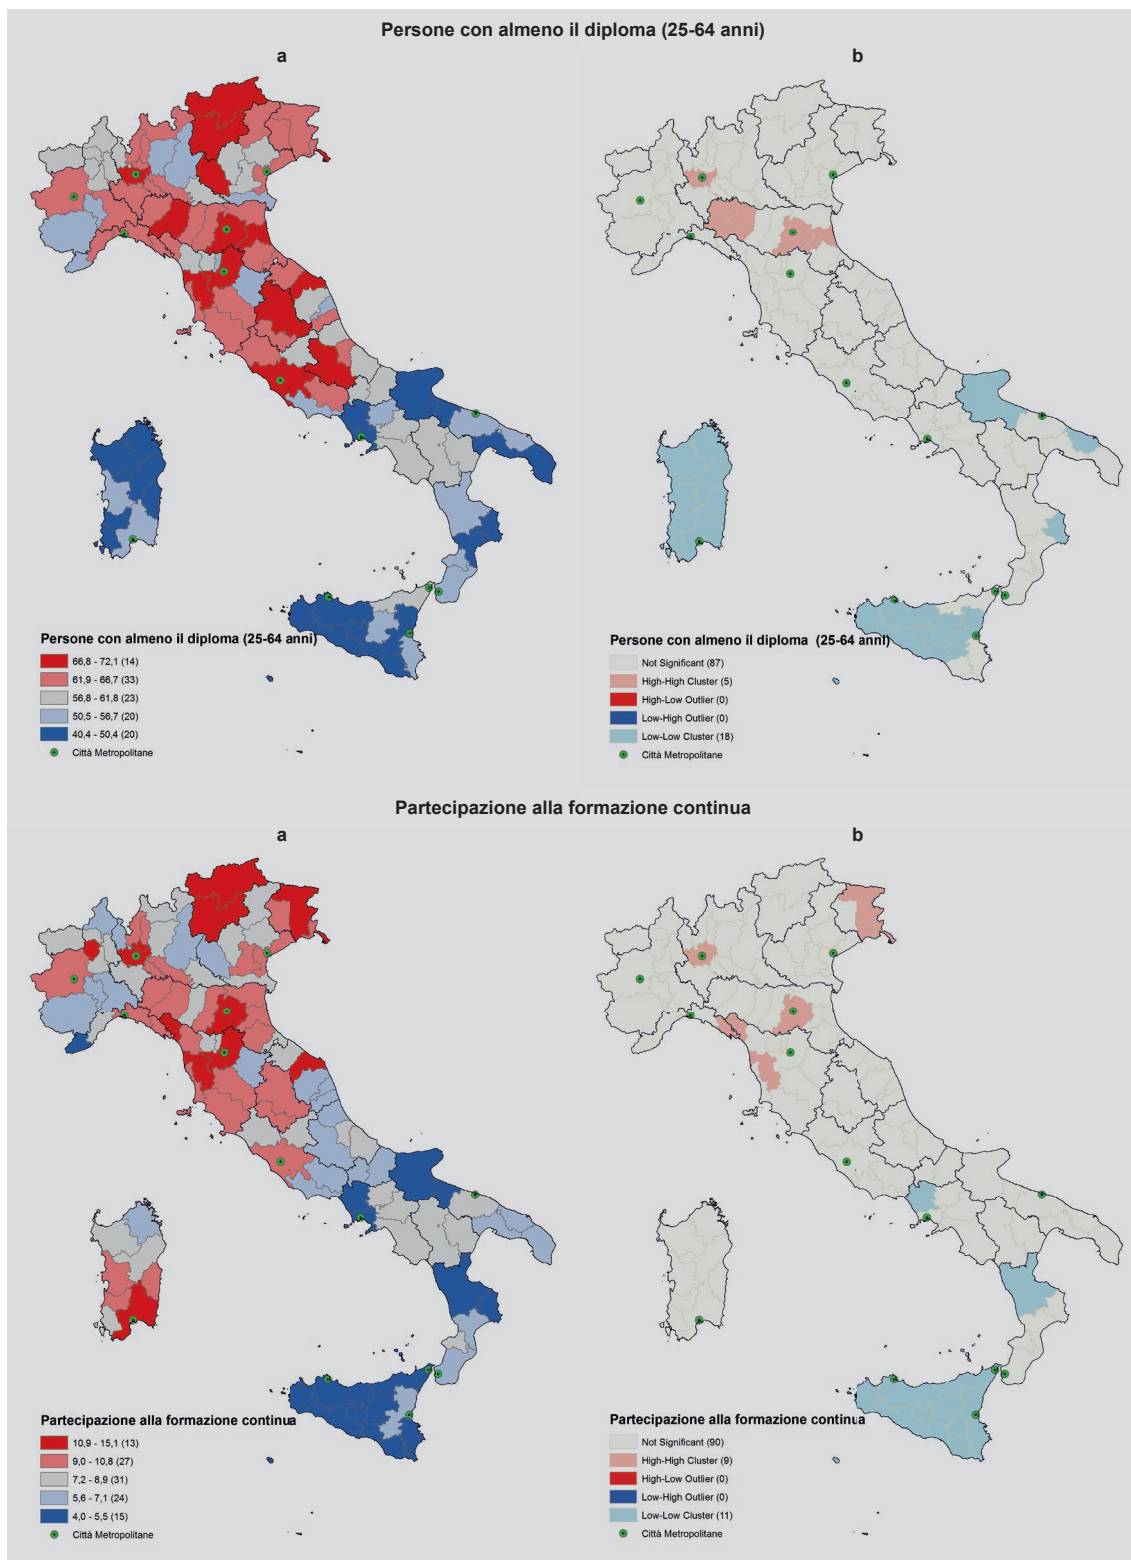 Persone con almeno il diploma (25-64 anni)
a
b
Persone con almeno il diploma (25-64 anni)
66,8 - 72,1 (14)
61,9 - 66,7 (33)
56,8 - 61,8 (23)
50,5 - 56,7 (20)
40,4 - 50,4 (20)
Città Metropolitane
Persone con almeno il diploma (25-64 anni)
Not Significant (87)
High-High Cluster (5)
High-Low Outlier (0)
Low-High Outlier (0)
Low-Low Cluster (18)
Città Metropolitane
Partecipazione alla formazione continua
a
b
Partecipazione alla formazione continua
10,9 - 15,1 (13)
9,0 - 10,8 (27)
7,2 - 8,9 (31)
5,6 - 7,1 (24)
4,0 - 5,5 (15)
Città Metropolitane
Partecipazione alla formazione continua
Not Significant (90)
High-High Cluster (9)
High-Low Outlier (0)
Low-High Outlier (0)
Low-Low Cluster (11)
Città Metropolitane